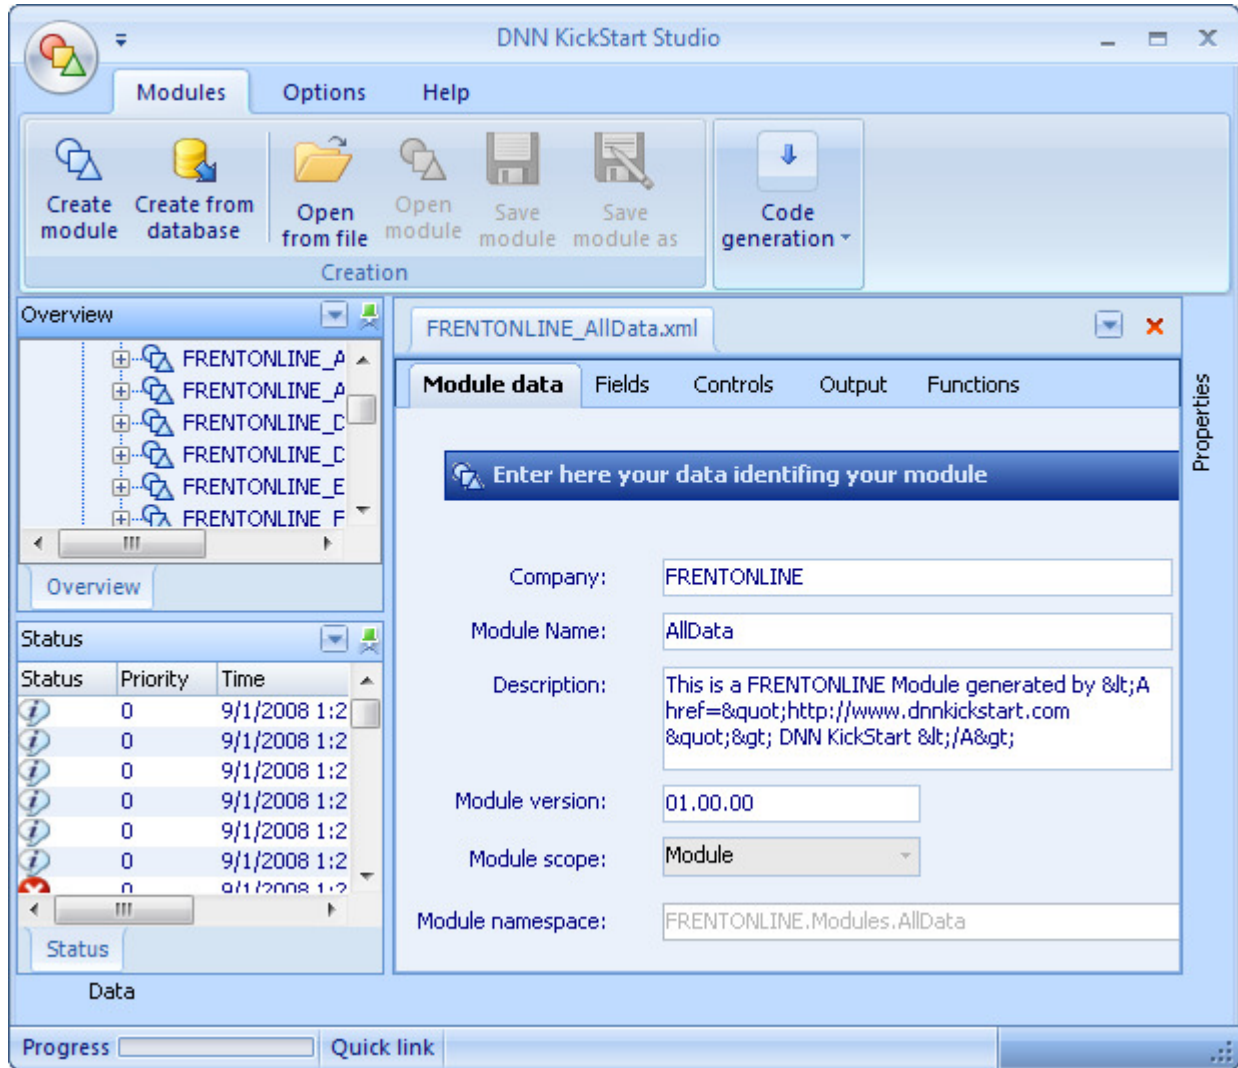 DNN KickStart Studio
Modules Options Help
Create module
Create from database
Open from file
Open module
Save module
Save module as
Creation
Code generation
Overview
FRENTONLINE_A
FRENTONLINE_A
FRENTONLINE_D
FRENTONLINE_D
FRENTONLINE_E
FRENTONLINE_F
Overview
Status
Status Priority Time
0 9/1/2008 1:2
0 9/1/2008 1:2
0 9/1/2008 1:2
0 9/1/2008 1:2
0 9/1/2008 1:2
0 9/1/2008 1:2
0 9/1/2008 1:2
Status
Data
FRENTONLINE_AllData.xml
Module data Fields Controls Output Functions
Enter here your data identifing your module
Company: FRENTONLINE
Module Name: AllData
Description: This is a FRENTONLINE Module generated by &lt;A
href=&quot;http://www.dnnkickstart.com
&quot;&gt; DNN KickStart &lt;/A&gt;
Module version: 01.00.00
Module scope: Module
Module namespace: FRENTONLINE.Modules.AllData
Properties
Progress Quick link